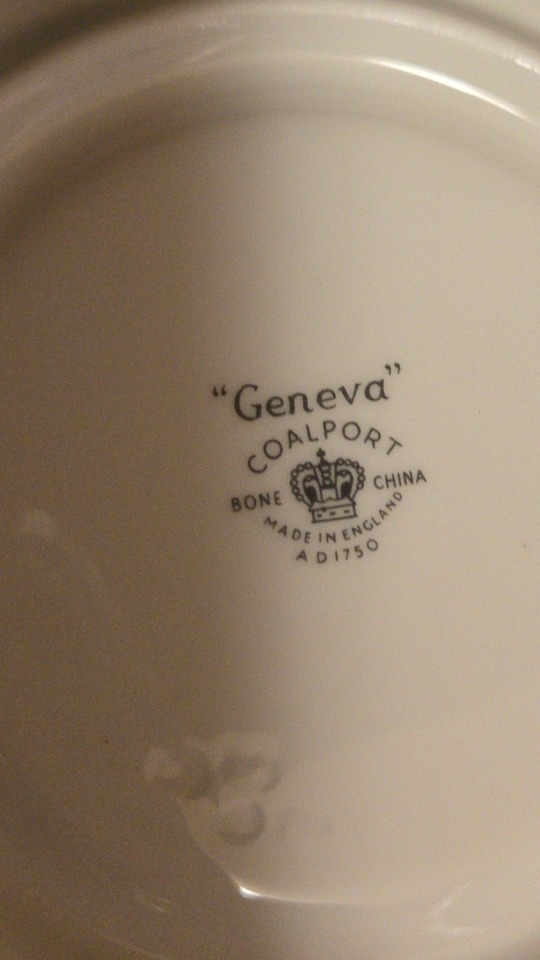 “Geneva”
COALPORT
BONE CHINA
MADE IN ENGLAND
AD1750